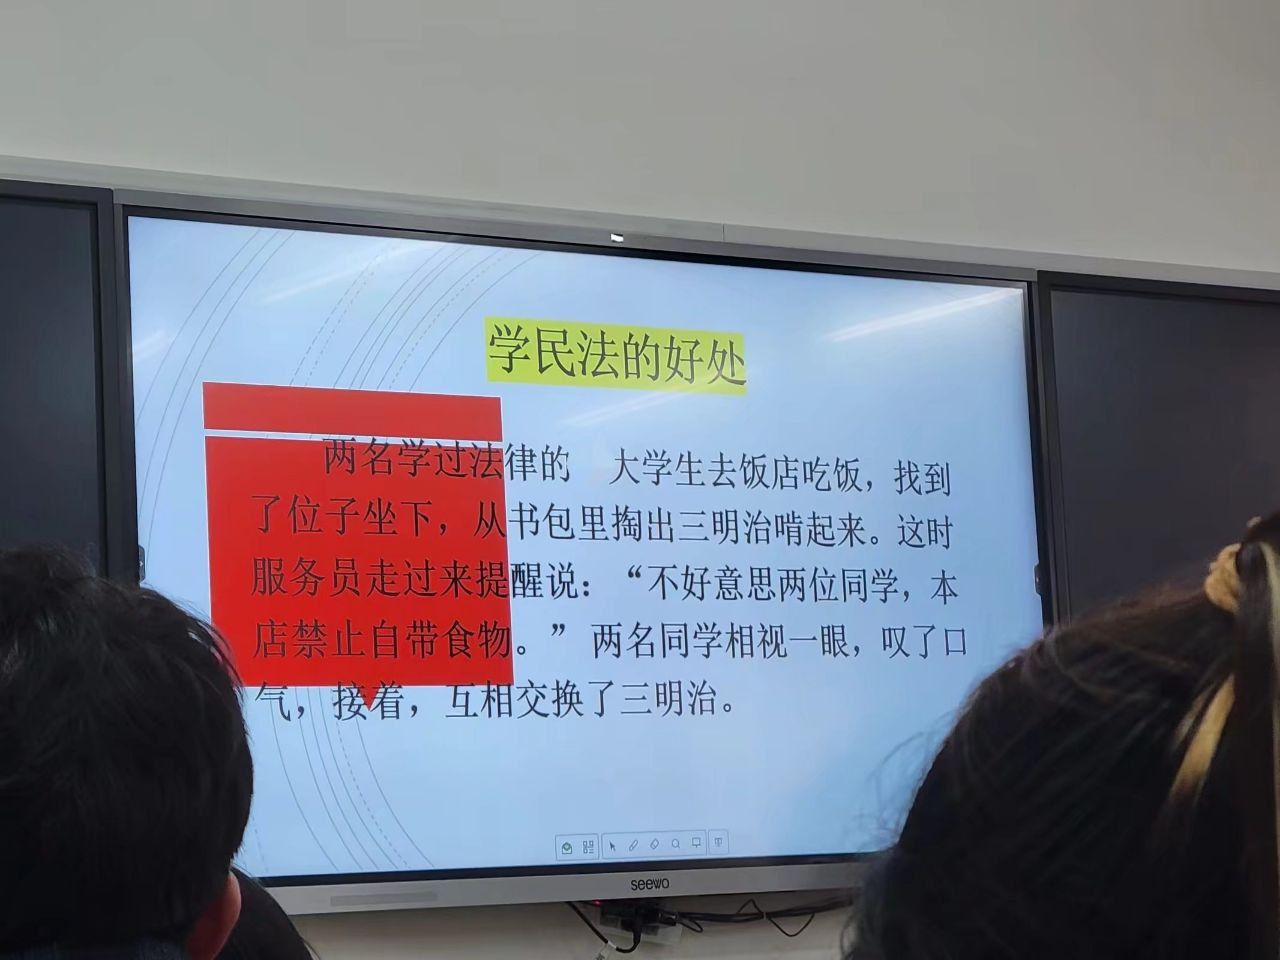 学民法的好处
两名学过法律的 大学生去饭店吃饭，找到
了位子坐下，从书包里掏出三明治啃起来。这时
服务员走过来提醒说：“不好意思两位同学，本
店禁止自带食物。” 两名同学相视一眼，叹了口
气，接着，互相交换了三明治。
seewo